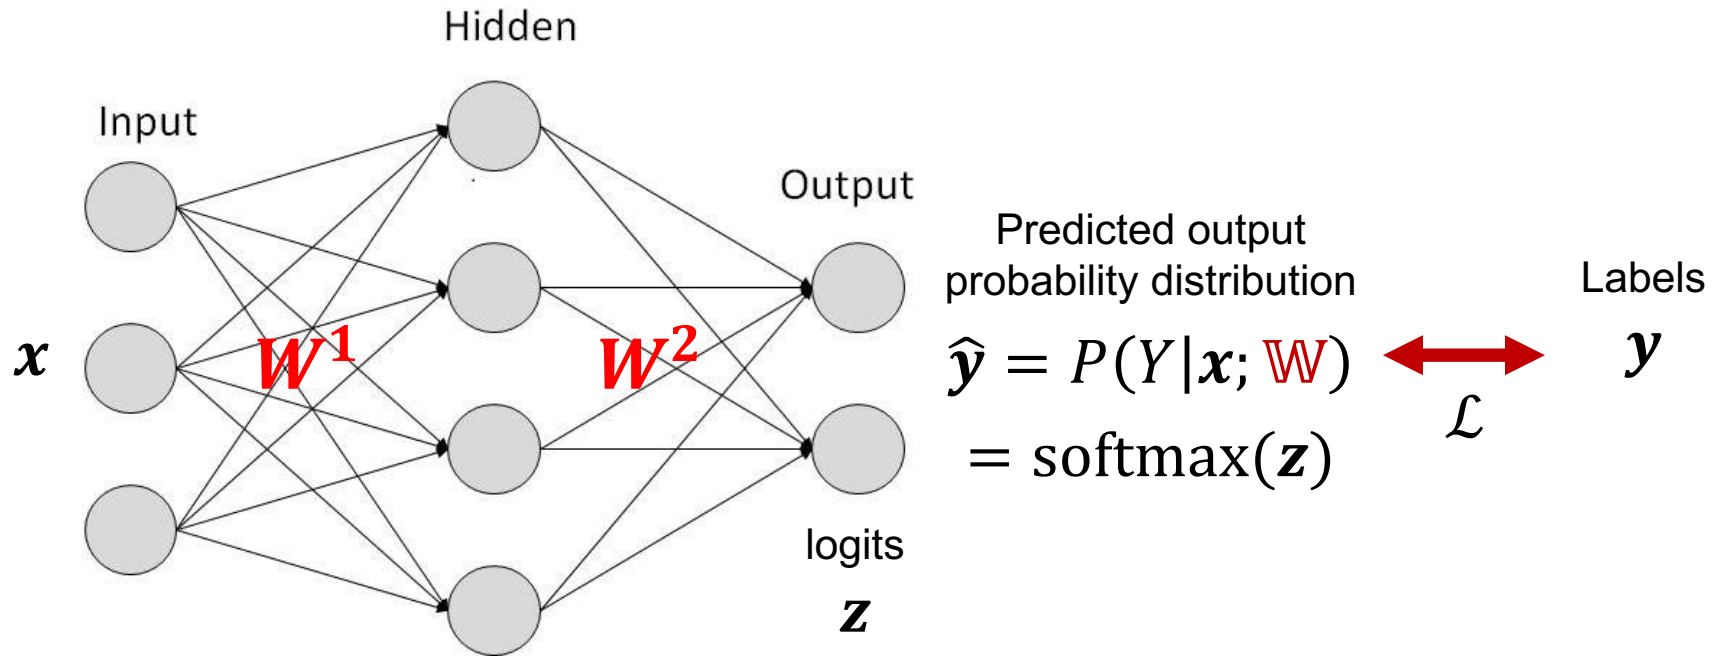 Hidden
Input
Output
Predicted output
probability distribution
Labels
x
W¹
W²
ŷ = P(Y|x; 𝕎)
y
ℒ
= softmax(z)
logits
z